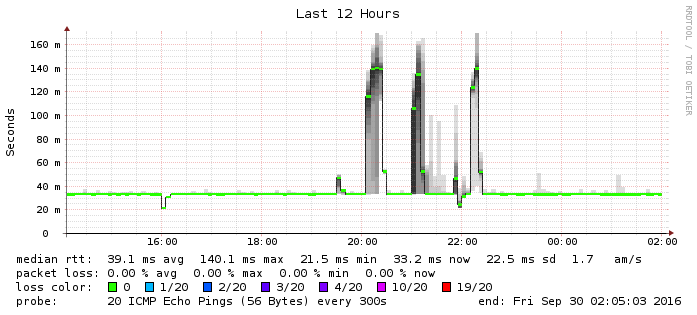 Last 12 Hours
RRDTOOL / TOBI OETIKER
Seconds
160 m
140 m
120 m
100 m
80 m
60 m
40 m
20 m
0
16:00 18:00 20:00 22:00 00:00 02:00
median rtt: 39.1 ms avg 140.1 ms max 21.5 ms min 33.2 ms now 22.5 ms sd 1.7 am/s
packet loss: 0.00 % avg 0.00 % max 0.00 % min 0.00 % now
loss color: 0 1/20 2/20 3/20 4/20 10/20 19/20
probe: 20 ICMP Echo Pings (56 Bytes) every 300s end: Fri Sep 30 02:05:03 2016